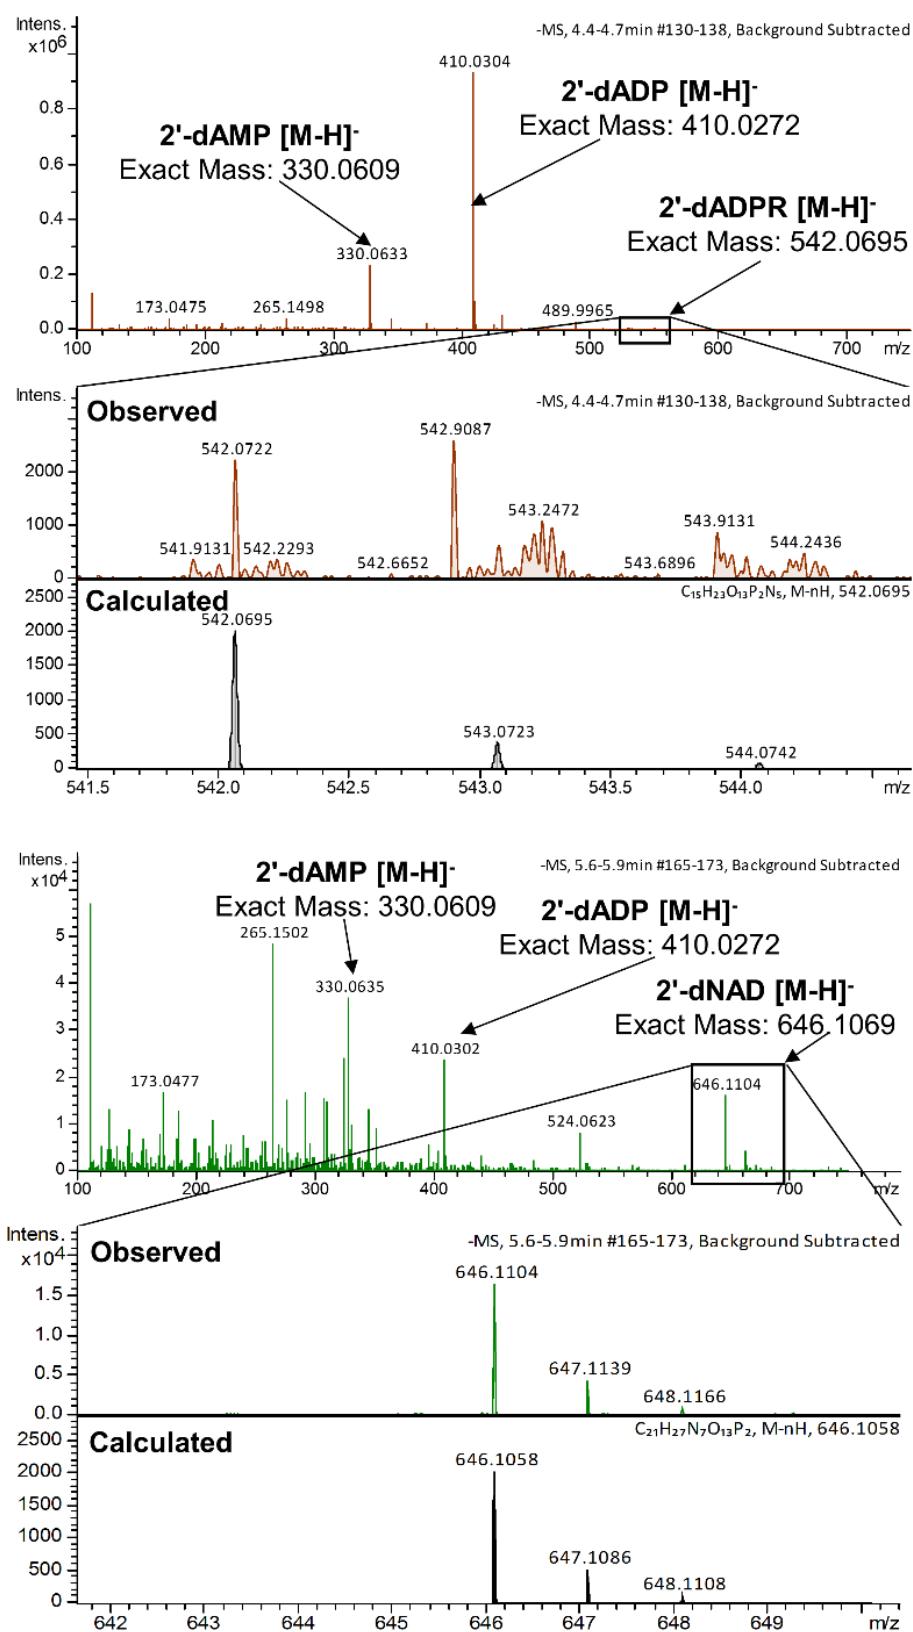 Intens.
x10⁶
-MS, 4.4-4.7min #130-138, Background Subtracted
410.0304
2'-dADP [M-H]⁻
Exact Mass: 410.0272
2'-dAMP [M-H]⁻
Exact Mass: 330.0609
2'-dADPR [M-H]⁻
Exact Mass: 542.0695
0.8
0.6
0.4
0.2
0.0
330.0633
173.0475
265.1498
489.9965
100 200 300 400 500 600 700 m/z
Intens.
-MS, 4.4-4.7min #130-138, Background Subtracted
Observed
542.9087
542.0722
2000
1000
0
543.2472
543.9131
541.9131
542.2293
542.6652
543.6896
544.2436
Calculated
C₁₅H₂₃O₁₃P₂N₅, M-nH, 542.0695
2500
2000
1500
1000
500
0
542.0695
543.0723
544.0742
541.5 542.0 542.5 543.0 543.5 544.0 m/z
Intens.
x10⁴
-MS, 5.6-5.9min #165-173, Background Subtracted
2'-dAMP [M-H]⁻
Exact Mass: 330.0609
2'-dADP [M-H]⁻
Exact Mass: 410.0272
2'-dNAD [M-H]⁻
Exact Mass: 646.1069
5
4
3
2
1
0
265.1502
330.0635
410.0302
173.0477
524.0623
646.1104
100 200 300 400 500 600 700 m/z
Intens.
x10⁴
-MS, 5.6-5.9min #165-173, Background Subtracted
Observed
646.1104
1.5
1.0
0.5
0.0
647.1139
648.1166
Calculated
C₂₁H₂₇N₇O₁₃P₂, M-nH, 646.1058
2500
2000
1500
1000
500
0
646.1058
647.1086
648.1108
642 643 644 645 646 647 648 649 m/z